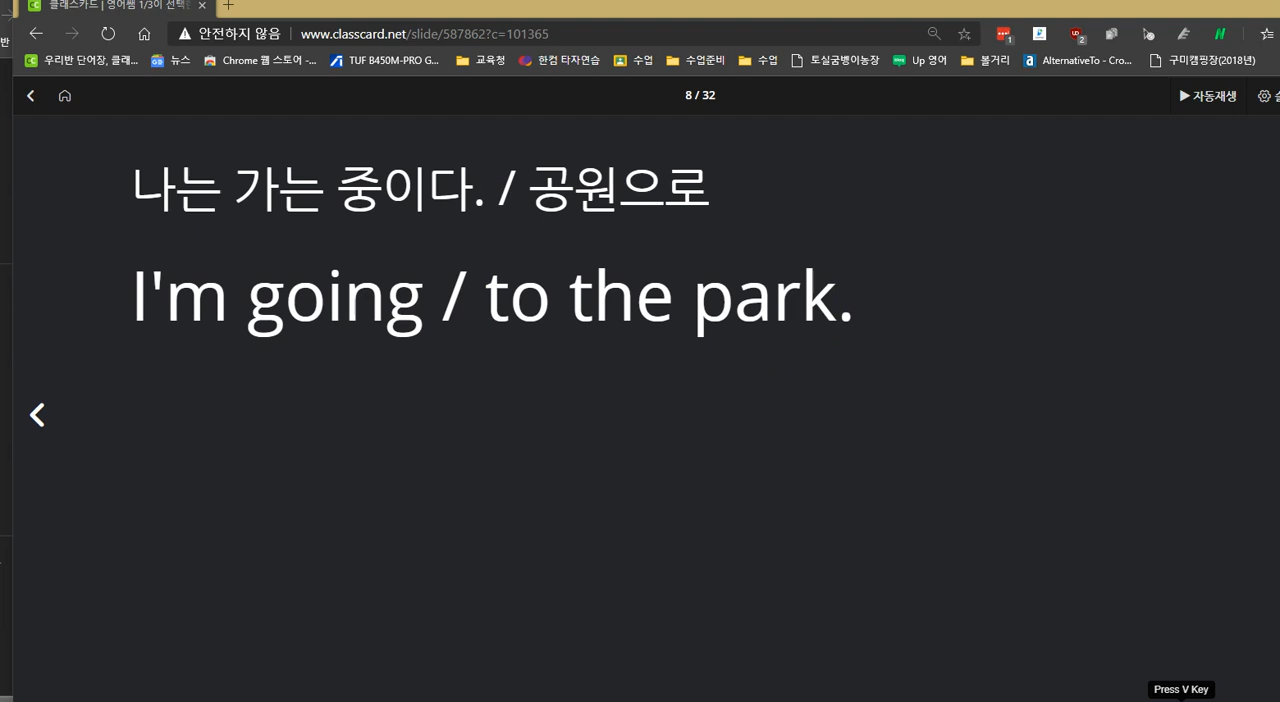 클래스카드 | 영어쌤 1/3이 선택
안전하지 않음 | www.classcard.net/slide/587862?c=101365
우리반 단어장, 클래... 뉴스 Chrome 웹 스토어 -... TUF B450M-PRO G... 교육청 한컴 타자연습 수업 수업준비 수업 토실굼벵이농장 Up 영어 볼거리 AlternativeTo - Cro... 구미캠핑장(2018년)
8 / 32 자동재생
나는 가는 중이다. / 공원으로
I'm going / to the park.
Press V Key